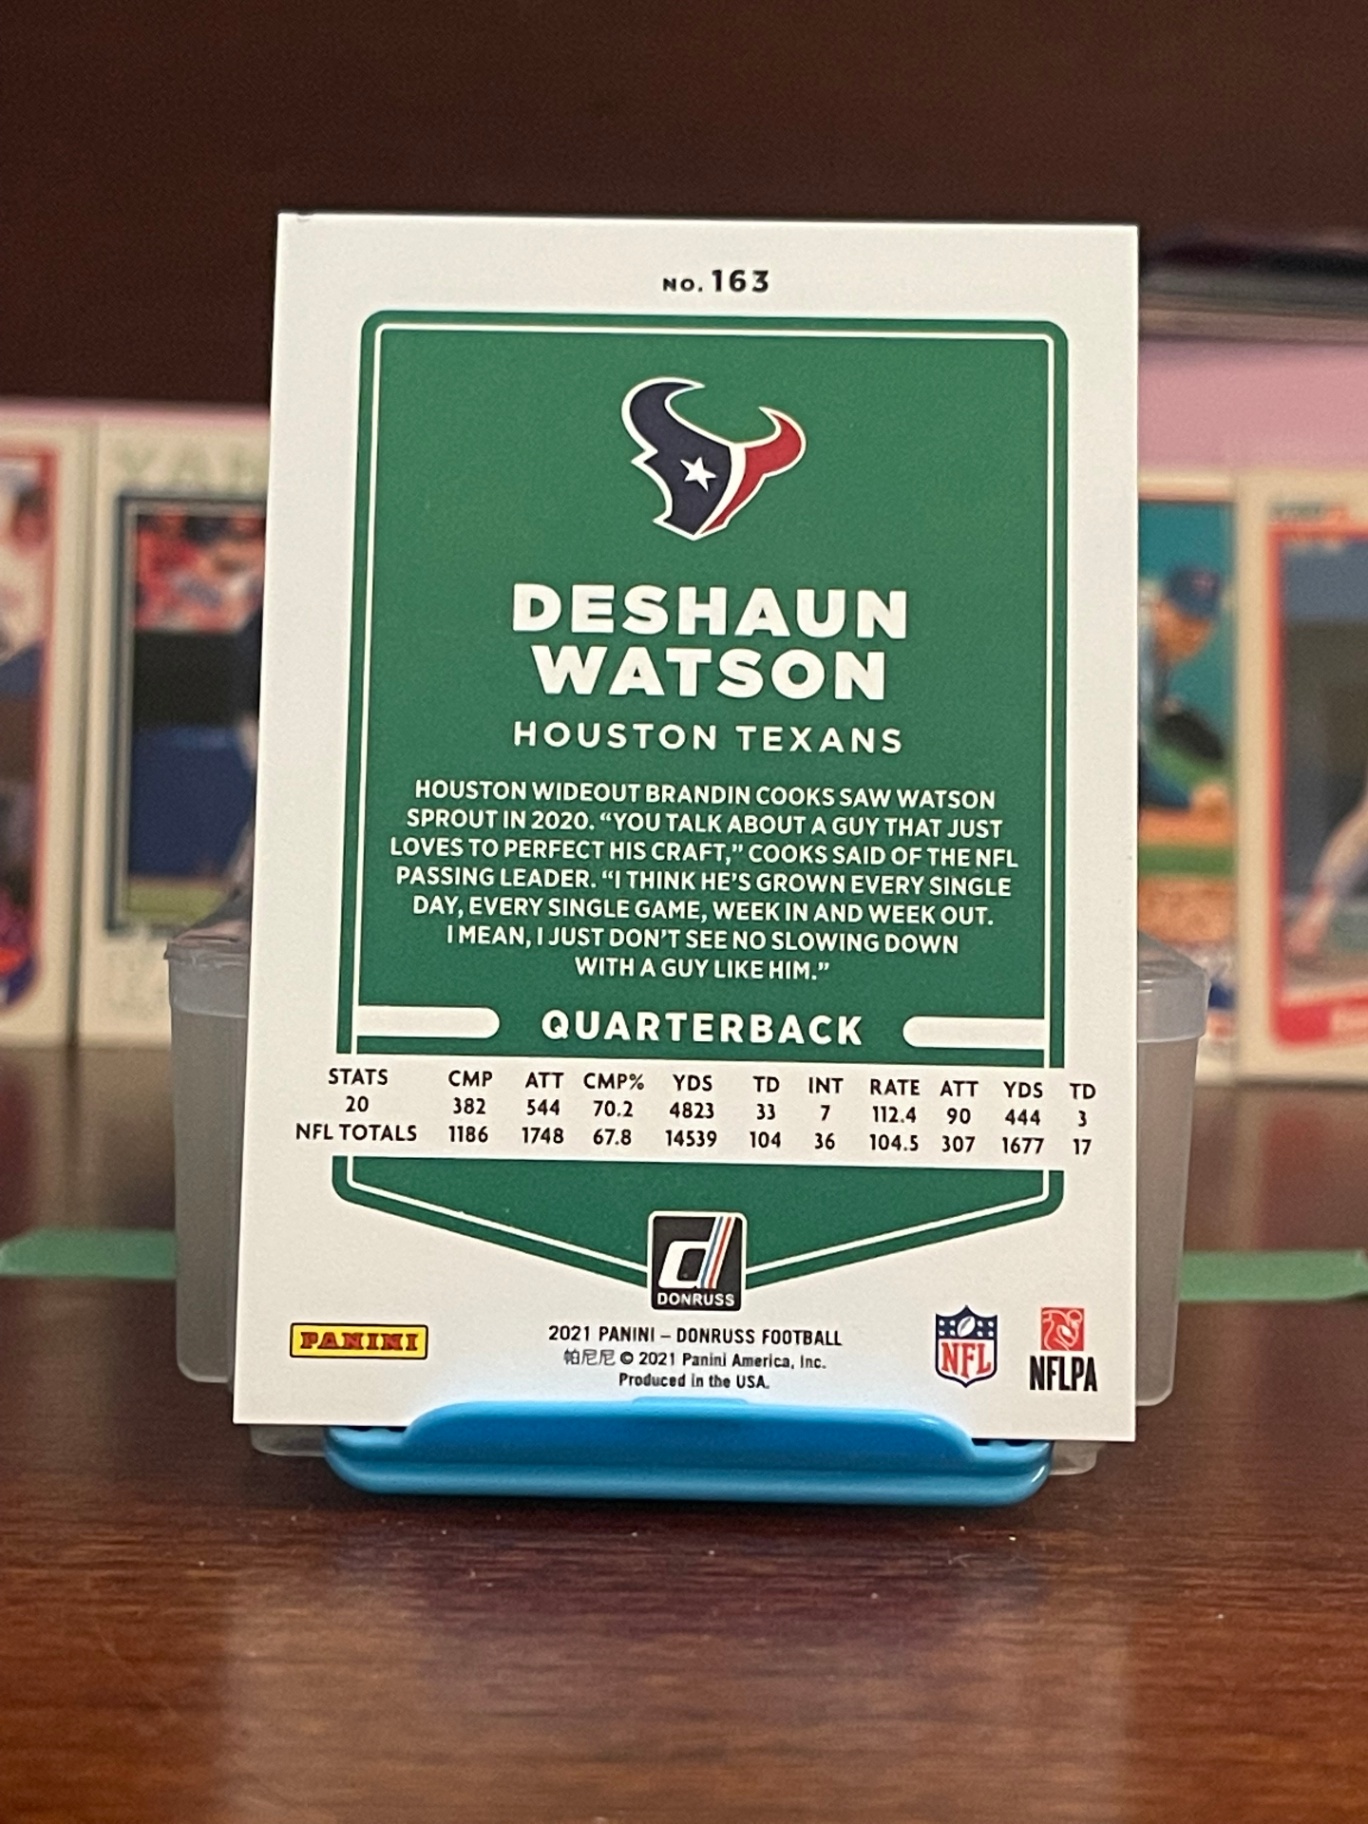 NO. 163
DESHAUN
WATSON
HOUSTON TEXANS
HOUSTON WIDEOUT BRANDIN COOKS SAW WATSON
SPROUT IN 2020. “YOU TALK ABOUT A GUY THAT JUST
LOVES TO PERFECT HIS CRAFT,” COOKS SAID OF THE NFL
PASSING LEADER. “I THINK HE’S GROWN EVERY SINGLE
DAY, EVERY SINGLE GAME, WEEK IN AND WEEK OUT.
I MEAN, I JUST DON’T SEE NO SLOWING DOWN
WITH A GUY LIKE HIM.”
QUARTERBACK
STATS CMP ATT CMP% YDS TD INT RATE ATT YDS TD
20 382 544 70.2 4823 33 7 112.4 90 444 3
NFL TOTALS 1186 1748 67.8 14539 104 36 104.5 307 1677 17
d
DONRUSS
PANINI
2021 PANINI – DONRUSS FOOTBALL
帕尼尼 © 2021 Panini America, Inc.
Produced in the USA.
NFL
NFLPA